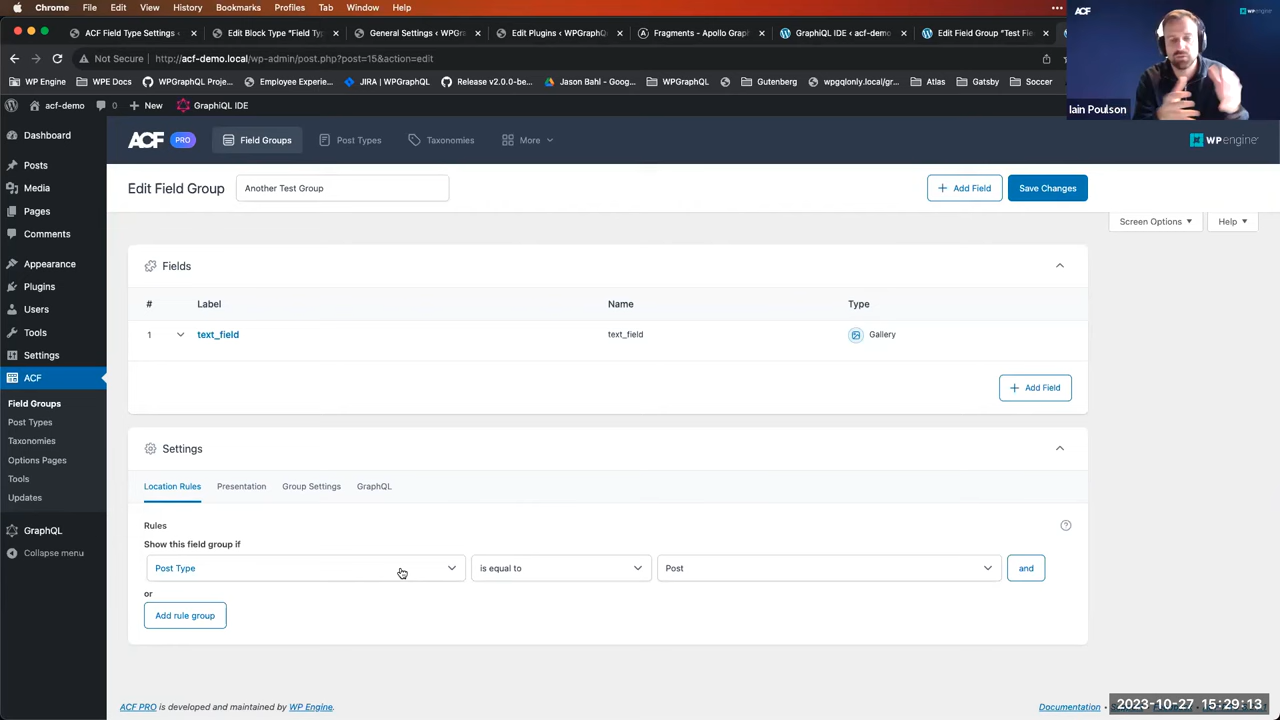 Chrome File Edit View History Bookmarks Profiles Tab Window Help
ACF Field Type Settings
Edit Block Type "Field Typ
General Settings < WPGra
Edit Plugins < WPGraphQL
Fragments - Apollo Grap
GraphiQL IDE < acf-demo
Edit Field Group "Test Fle
Not Secure http://acf-demo.local/wp-admin/post.php?post=15&action=edit
WP Engine WPE Docs GraphQL Project Employee Experie... JIRA | WPGraphQL Release v2.0.0-be... Jason Bahl - Goog... WPGraphQL Gutenberg wpgqlonly.local/gr... Atlas Gatsby Soccer
ACF
WP engine
Iain Poulson
acf-demo 0 New GraphiQL IDE
Dashboard
Posts
Media
Pages
Comments
Appearance
Plugins
Users
Tools
Settings
ACF
Field Groups
Post Types
Taxonomies
Options Pages
Tools
Updates
GraphQL
Collapse menu
ACF PRO Field Groups Post Types Taxonomies More
WP engine
Edit Field Group Another Test Group
+ Add Field Save Changes
Screen Options Help
Fields
# Label Name Type
1 text_field text_field Gallery
+ Add Field
Settings
Location Rules Presentation Group Settings GraphQL
Rules
Show this field group if
Post Type is equal to Post and
or
Add rule group
ACF PRO is developed and maintained by WP Engine.
Documentation
2023-10-27 15:29:13